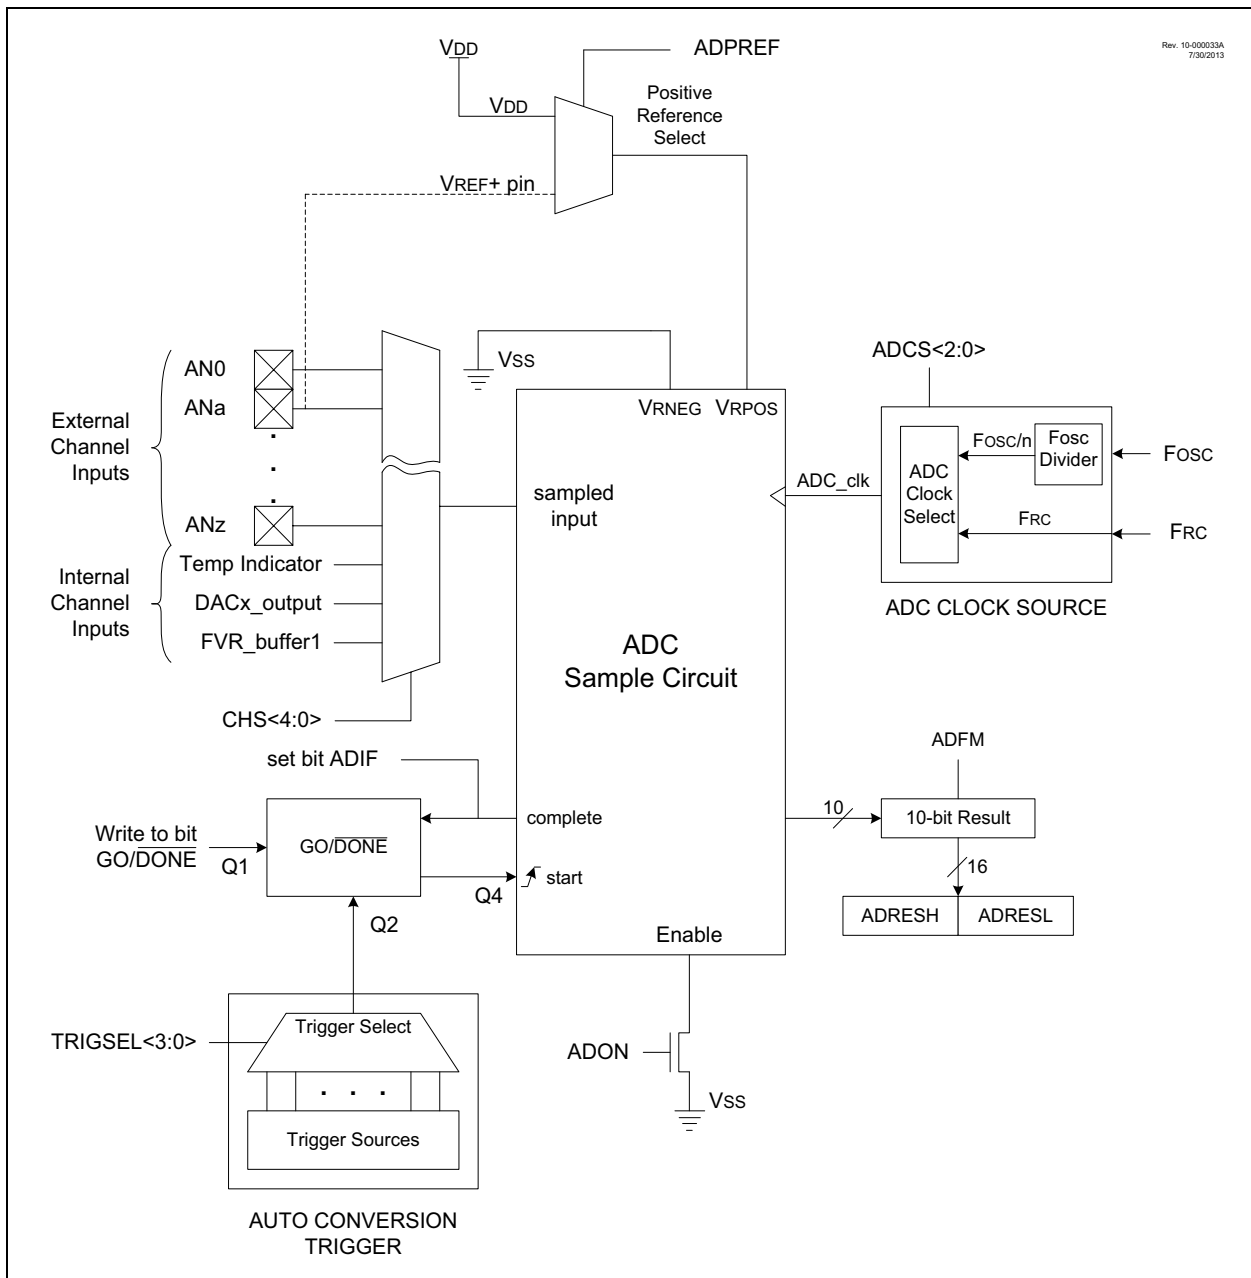 VDD
ADPREF
Rev. 10-000033A
7/30/2013
VDD
Positive
Reference
Select
VREF+ pin
AN0
ANa
.
.
.
ANz
External
Channel
Inputs
Temp Indicator
DACx_output
FVR_buffer1
Internal
Channel
Inputs
CHS<4:0>
VSS
VRNEG VRPOS
sampled
input
ADC_clk
ADC
Sample Circuit
ADCS<2:0>
ADC
Clock
Select
FOSC/n
Fosc
Divider
FOSC
FRC
FRC
ADC CLOCK SOURCE
set bit ADIF
complete
Write to bit
GO/DONE
Q1
GO/DONE
Q4
start
Q2
Enable
ADFM
10
10-bit Result
16
ADRESH ADRESL
TRIGSEL<3:0>
Trigger Select
. . .
Trigger Sources
AUTO CONVERSION
TRIGGER
ADON
VSS